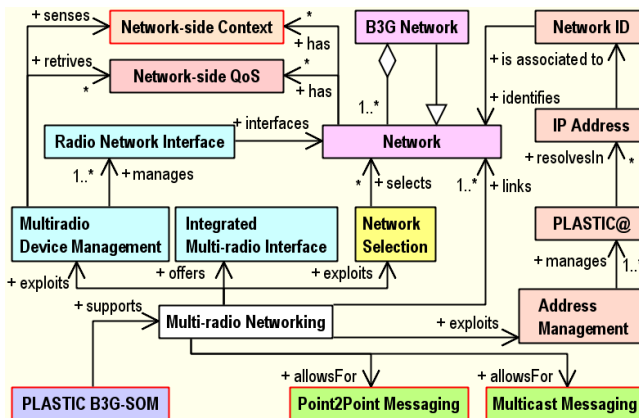 + senses
Network-side Context
*
+ has
B3G Network
Network ID
+ retrives
*
Network-side QoS
*
+ has
+ is associated to
+ identifies
1..*
+ interfaces
Radio Network Interface
Network
IP Address
1..*
+ manages
*
+ selects
1..*
+ links
+ resolvesIn
*
Multiradio
Device Management
Integrated
Multi-radio Interface
Network
Selection
PLASTIC@
+ exploits
+ offers
+ exploits
+ manages
1..*
+ supports
Multi-radio Networking
+ exploits
Address
Management
+ allowsFor
+ allowsFor
PLASTIC B3G-SOM
Point2Point Messaging
Multicast Messaging